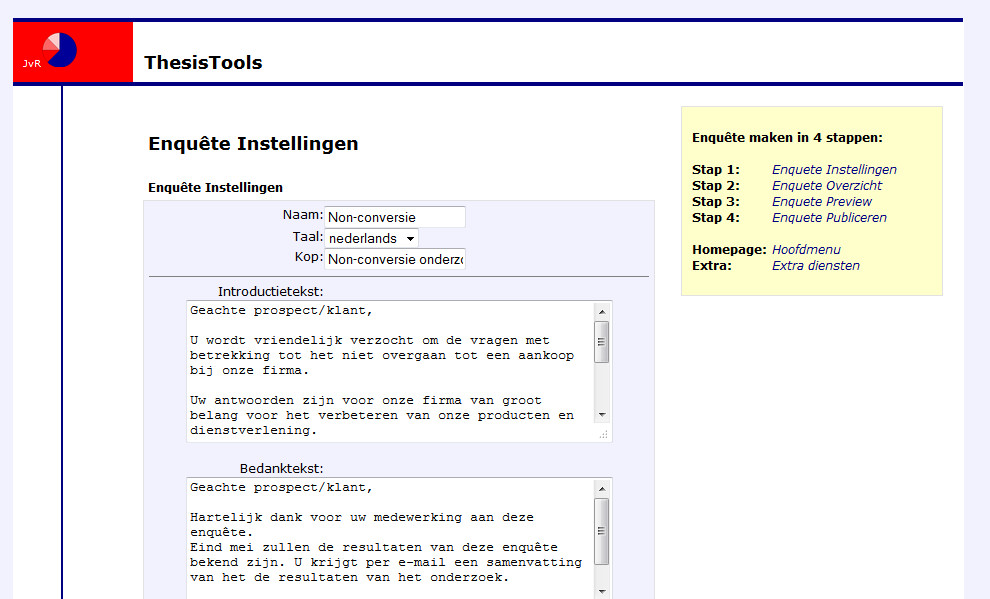 JvR
ThesisTools
Enquête Instellingen
Enquête Instellingen
Naam: Non-conversie
Taal: nederlands
Kop: Non-conversie onderzo
Introductietekst:
Geachte prospect/klant,
U wordt vriendelijk verzocht om de vragen met
betrekking tot het niet overgaan tot een aankoop
bij onze firma.
Uw antwoorden zijn voor onze firma van groot
belang voor het verbeteren van onze producten en
dienstverlening.
Bedanktekst:
Geachte prospect/klant,
Hartelijk dank voor uw medewerking aan deze
enquête.
Eind mei zullen de resultaten van deze enquête
bekend zijn. U krijgt per e-mail een samenvatting
van het de resultaten van het onderzoek.
Enquête maken in 4 stappen:
Stap 1: Enquete Instellingen
Stap 2: Enquete Overzicht
Stap 3: Enquete Preview
Stap 4: Enquete Publiceren
Homepage: Hoofdmenu
Extra: Extra diensten